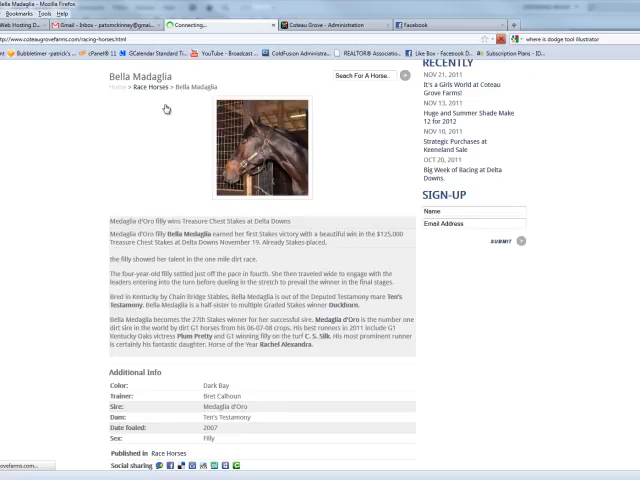 Bella Madaglia - Mozilla Firefox
Bookmarks Tools Help
Web Hosting D... Gmail - Inbox - patomckinney@gmai... Connecting... Coteau Grove - Administration Facebook
www.coteaugrovefarms.com/racing-horses.html where is dodge tool illustrator
Bubbletimer -patrick's ... cPanel® 11 GCalendar Standard Ti... YouTube - Broadcast ... ColdFusion Administrat... REALTOR® Associatio... Like Box - Facebook D... Subscription Plans - ID...
Bella Madaglia
Home > Race Horses > Bella Madaglia
Seach For A Horse..
RECENTLY
NOV 21, 2011
It's a Girls World at Coteau
Grove Farms!
NOV 13, 2011
Huge and Summer Shade Make
12 for 2012
NOV 10, 2011
Strategic Purchases at
Keeneland Sale
OCT 20, 2011
Big Week of Racing at Delta
Downs.
SIGN-UP
Name
Email Address
SUBMIT
Medaglia d'Oro filly wins Treasure Chest Stakes at Delta Downs
Medaglia d'Oro filly Bella Medaglia earned her first Stakes victory with a beautiful win in the $125,000
Treasure Chest Stakes at Delta Downs November 19. Already Stakes-placed,
the filly showed her talent in the one mile dirt race.
The four-year-old filly settled just off the pace in fourth. She then traveled wide to engage with the
leaders entering into the turn before dueling in the stretch to prevail the winner in the final stages.
Bred in Kentucky by Chain Bridge Stables, Bella Medaglia is out of the Deputed Testamony mare Ten's
Testamony. Bella Medaglia is a half-sister to multiple Graded Stakes winner Duckhorn.
Bella Medaglia becomes the 27th Stakes winner for her successful sire. Medaglia d'Oro is the number one
dirt sire in the world by dirt G1 horses from his 06-07-08 crops. His best runners in 2011 include G1
Kentucky Oaks victress Plum Pretty and G1 winning filly on the turf C. S. Silk. His most prominent runner
is certainly his fantastic daughter, Horse of the Year Rachel Alexandra.
Additional Info
Color: Dark Bay
Trainer: Bret Calhoun
Sire: Medaglia d'Oro
Dam: Ten's Testamony
Date foaled: 2007
Sex: Filly
Published in Race Horses
Social sharing
ovefarms.com...